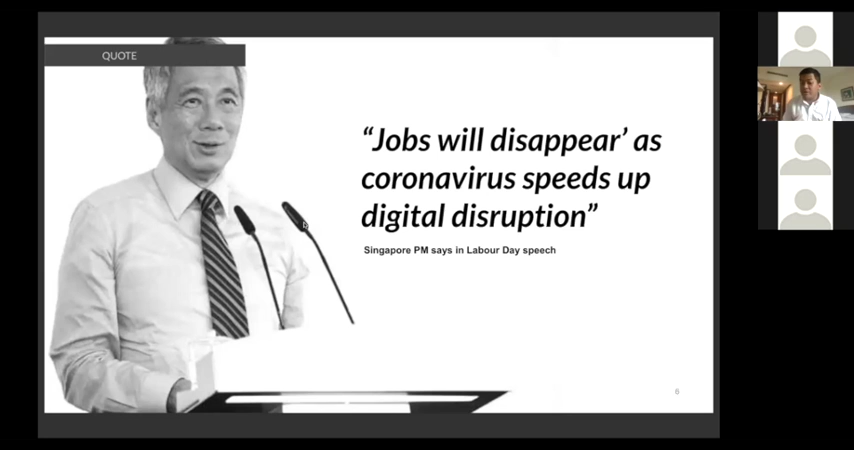 QUOTE
“Jobs will disappear’ as
coronavirus speeds up
digital disruption”
Singapore PM says in Labour Day speech
8